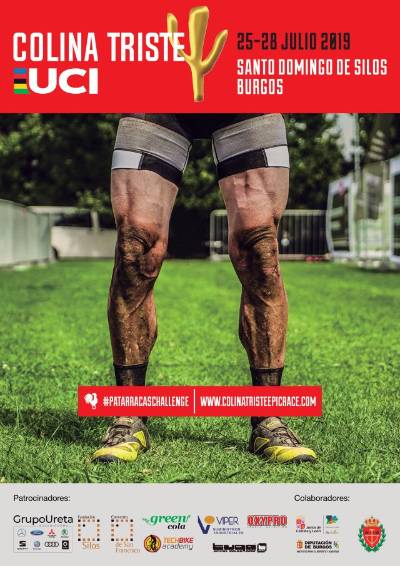 COLINA TRISTE
UCI
25-28 JULIO 2019
SANTO DOMINGO DE SILOS
BURGOS
#PATARRACASCHALLENGE
WWW.COLINATRISTEEPICRACE.COM
Patrocinadores:
Colaboradores:
GrupoUreta
Silos
de San Francisco
green
cola
TECHBIKE
academy
VIPER
OXYPRO
Junta de
Castilla y León
DIPUTACIÓN
DE BURGOS